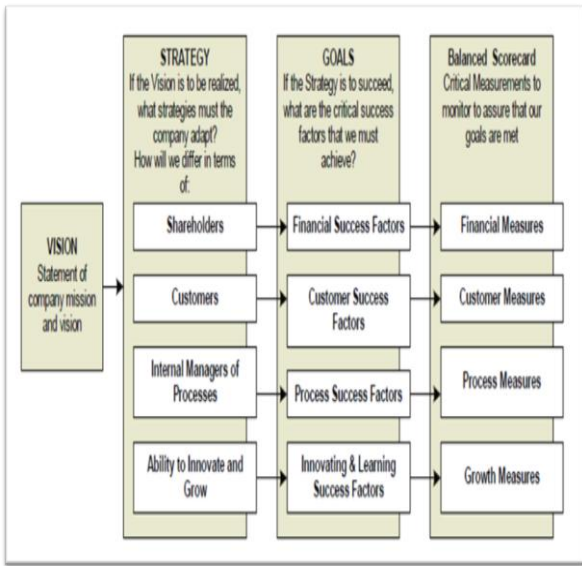 STRATEGY
If the Vision is to be realized,
what strategies must the
company adapt?
How will we differ in terms
of:
GOALS
If the Strategy is to succeed,
what are the critical success
factors that we must
achieve?
Balanced Scorecard
Critical Measurements to
monitor to assure that our
goals are met
VISION
Statement of
company mission
and vision
Shareholders
Financial Success Factors
Financial Measures
Customers
Customer Success
Factors
Customer Measures
Internal Managers of
Processes
Process Success Factors
Process Measures
Ability to Innovate and
Grow
Innovating & Learning
Success Factors
Growth Measures